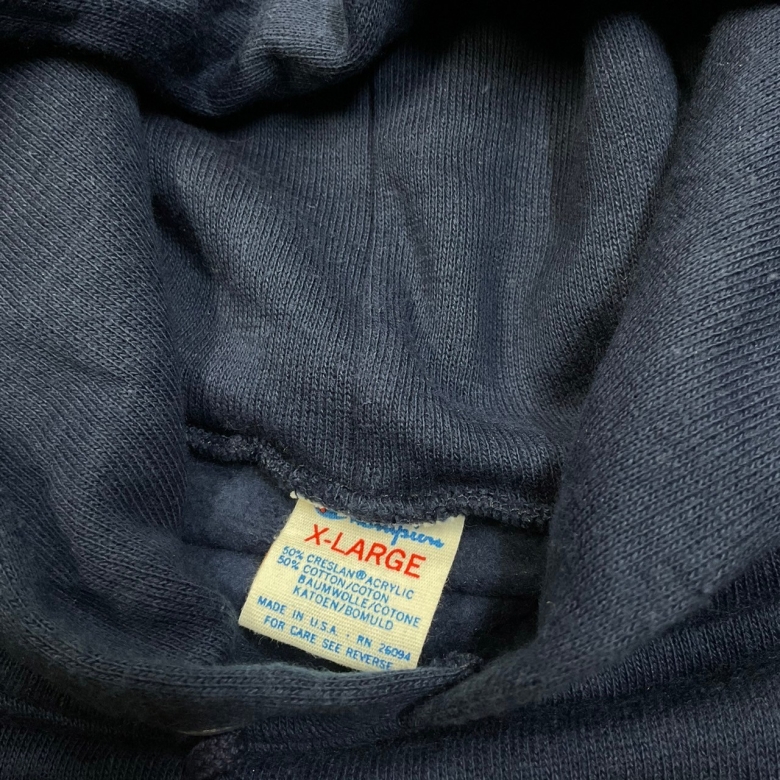 Champion
X-LARGE
50% CRESLAN® ACRYLIC
50% COTTON/COTON
BAUMWOLLE/COTONE
KATOEN/BOMULD
MADE IN U.S.A. · RN 26094
FOR CARE SEE REVERSE